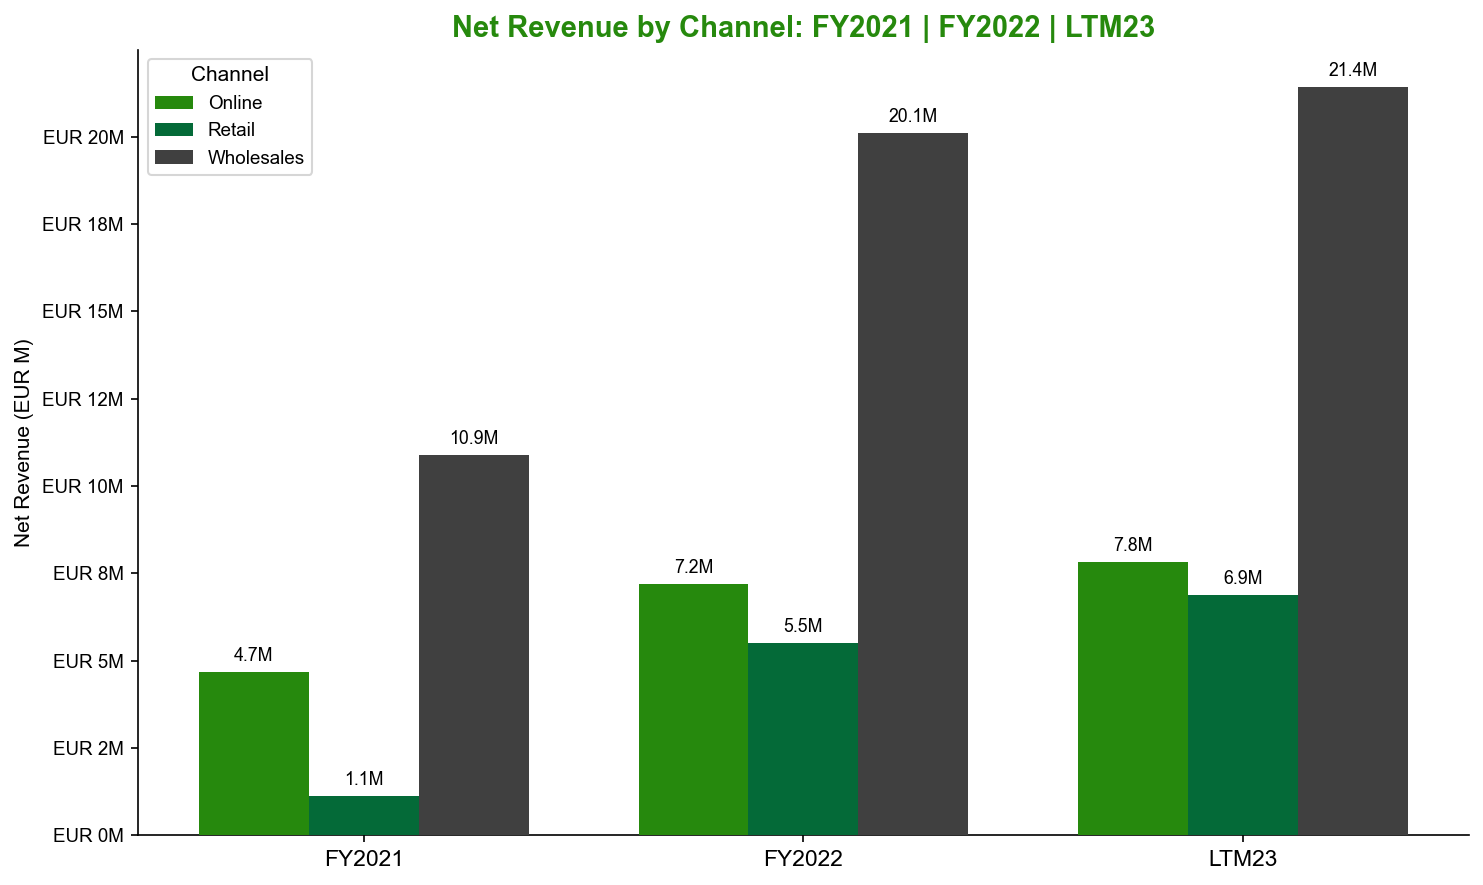 Net Revenue by Channel: FY2021 | FY2022 | LTM23
Channel
Online
Retail
Wholesales
Net Revenue (EUR M)
EUR 20M
EUR 18M
EUR 15M
EUR 12M
EUR 10M
EUR 8M
EUR 5M
EUR 2M
EUR 0M
4.7M
1.1M
10.9M
7.2M
5.5M
20.1M
7.8M
6.9M
21.4M
FY2021
FY2022
LTM23